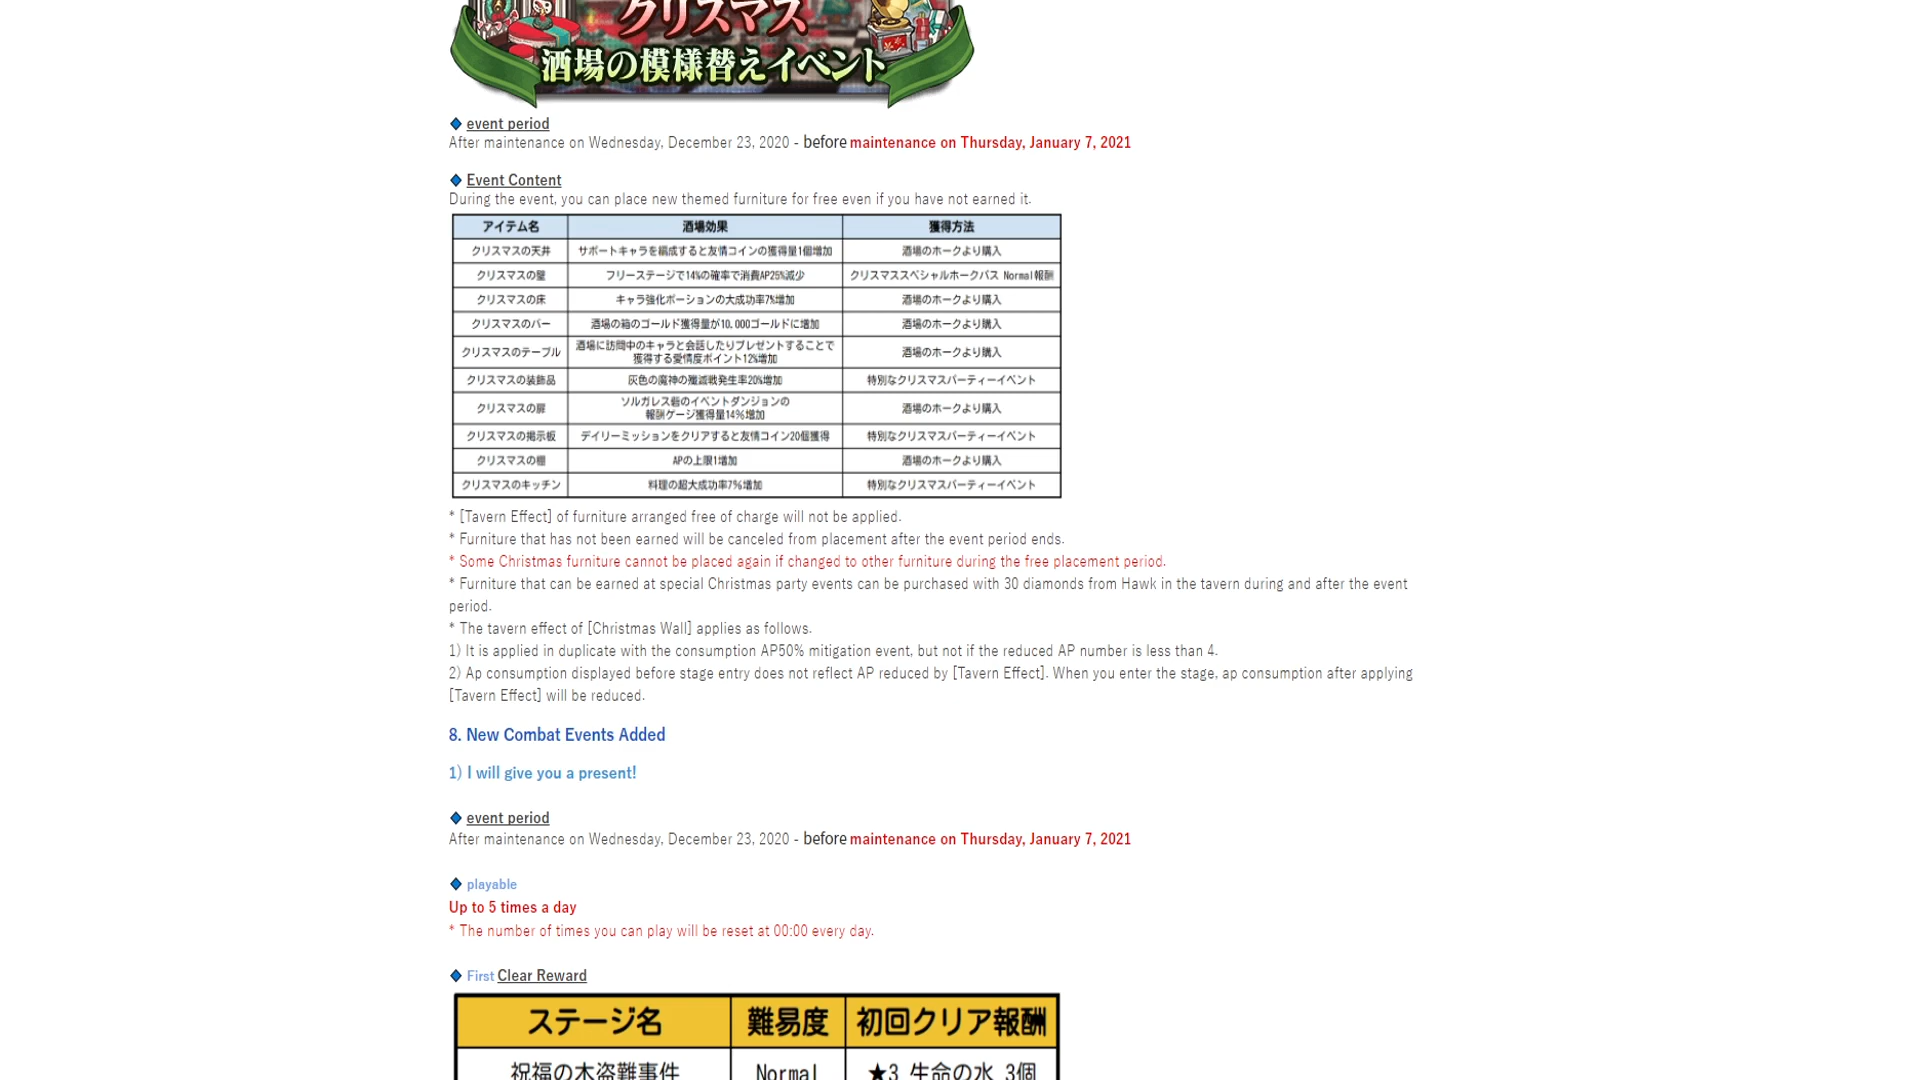 クリスマス
酒場の模様替えイベント
event period
After maintenance on Wednesday, December 23, 2020 - before maintenance on Thursday, January 7, 2021
Event Content
During the event, you can place new themed furniture for free even if you have not earned it.
アイテム名 酒場効果 獲得方法
クリスマスの天井 サポートキャラを編成すると友情コインの獲得量1個増加 酒場のホークより購入
クリスマスの壁 フリーステージで14%の確率で消費AP25%減少 クリスマススペシャルホークパス Normal報酬
クリスマスの床 キャラ強化ポーションの大成功率7%増加 酒場のホークより購入
クリスマスのバー 酒場の箱のゴールド獲得量が10,000ゴールドに増加 酒場のホークより購入
クリスマスのテーブル 酒場に訪問中のキャラと会話したりプレゼントすることで
獲得する愛情度ポイント12%増加 酒場のホークより購入
クリスマスの装飾品 灰色の魔神の殲滅戦発生率20%増加 特別なクリスマスパーティーイベント
クリスマスの扉 ソルガレス砦のイベントダンジョンの
報酬ゲージ獲得量14%増加 酒場のホークより購入
クリスマスの掲示板 デイリーミッションをクリアすると友情コイン20個獲得 特別なクリスマスパーティーイベント
クリスマスの棚 APの上限1増加 酒場のホークより購入
クリスマスのキッチン 料理の超大成功率7%増加 特別なクリスマスパーティーイベント
* [Tavern Effect] of furniture arranged free of charge will not be applied.
* Furniture that has not been earned will be canceled from placement after the event period ends.
* Some Christmas furniture cannot be placed again if changed to other furniture during the free placement period.
* Furniture that can be earned at special Christmas party events can be purchased with 30 diamonds from Hawk in the tavern during and after the event
period.
* The tavern effect of [Christmas Wall] applies as follows.
1) It is applied in duplicate with the consumption AP50% mitigation event, but not if the reduced AP number is less than 4.
2) Ap consumption displayed before stage entry does not reflect AP reduced by [Tavern Effect]. When you enter the stage, ap consumption after applying
[Tavern Effect] will be reduced.
8. New Combat Events Added
1) I will give you a present!
event period
After maintenance on Wednesday, December 23, 2020 - before maintenance on Thursday, January 7, 2021
playable
Up to 5 times a day
* The number of times you can play will be reset at 00:00 every day.
First Clear Reward
ステージ名 難易度 初回クリア報酬
祝福の木盗難事件 Normal ★3 生命の水 3個